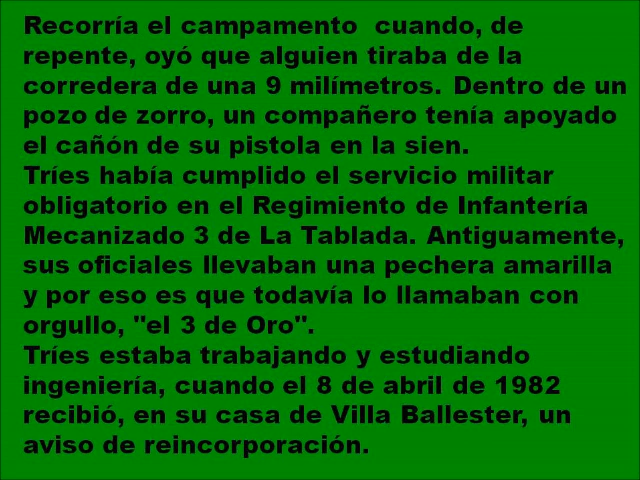 Recorría el campamento  cuando, de
repente, oyó que alguien tiraba de la
corredera de una 9 milímetros. Dentro de un
pozo de zorro, un compañero tenía apoyado
el cañón de su pistola en la sien.
Tríes había cumplido el servicio militar
obligatorio en el Regimiento de Infantería
Mecanizado 3 de La Tablada. Antiguamente,
sus oficiales llevaban una pechera amarilla
y por eso es que todavía lo llamaban con
orgullo, "el 3 de Oro".
Tríes estaba trabajando y estudiando
ingeniería, cuando el 8 de abril de 1982
recibió, en su casa de Villa Ballester, un
aviso de reincorporación.